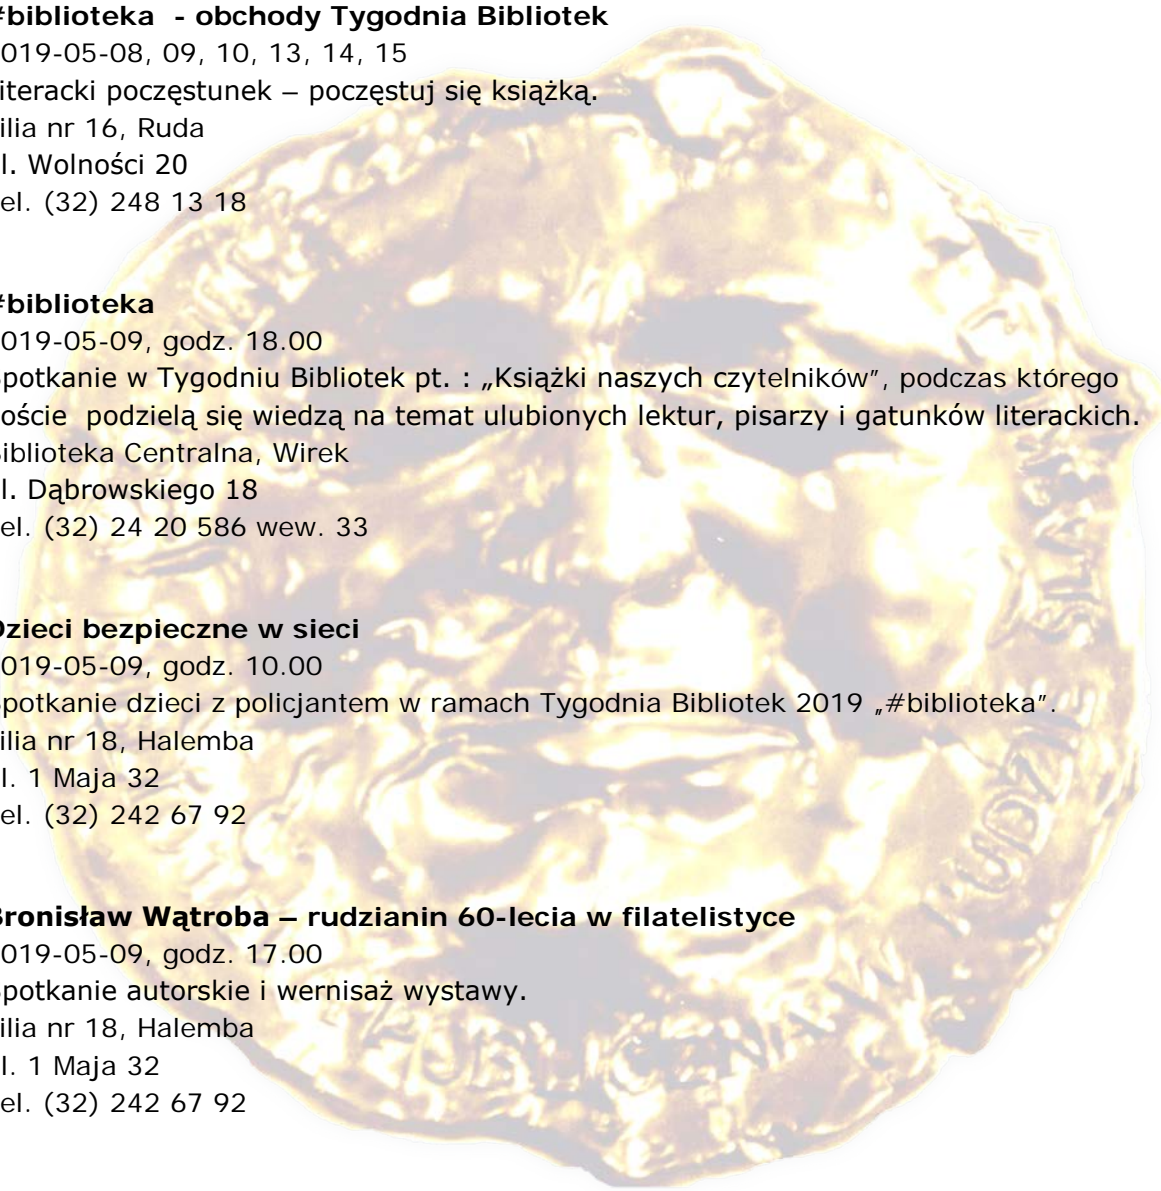 #biblioteka - obchody Tygodnia Bibliotek
019-05-08, 09, 10, 13, 14, 15
iteracki poczęstunek – poczęstuj się książką.
ilia nr 16, Ruda
l. Wolności 20
el. (32) 248 13 18
#biblioteka
019-05-09, godz. 18.00
Spotkanie w Tygodniu Bibliotek pt. : „Książki naszych czytelników”, podczas którego
oście podzielą się wiedzą na temat ulubionych lektur, pisarzy i gatunków literackich.
Biblioteka Centralna, Wirek
l. Dąbrowskiego 18
el. (32) 24 20 586 wew. 33
Dzieci bezpieczne w sieci
019-05-09, godz. 10.00
Spotkanie dzieci z policjantem w ramach Tygodnia Bibliotek 2019 „#biblioteka”.
ilia nr 18, Halemba
l. 1 Maja 32
el. (32) 242 67 92
Bronisław Wątroba – rudzianin 60-lecia w filatelistyce
019-05-09, godz. 17.00
Spotkanie autorskie i wernisaż wystawy.
ilia nr 18, Halemba
l. 1 Maja 32
el. (32) 242 67 92